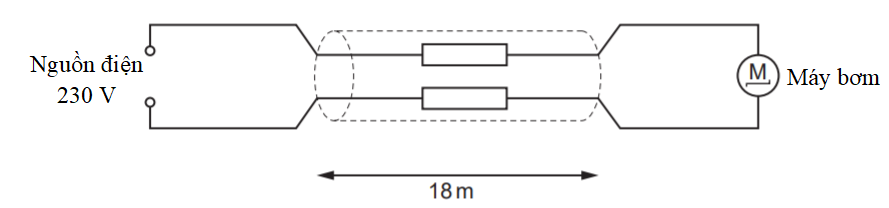 Nguồn điện
230 V
M
Máy bơm
18 m